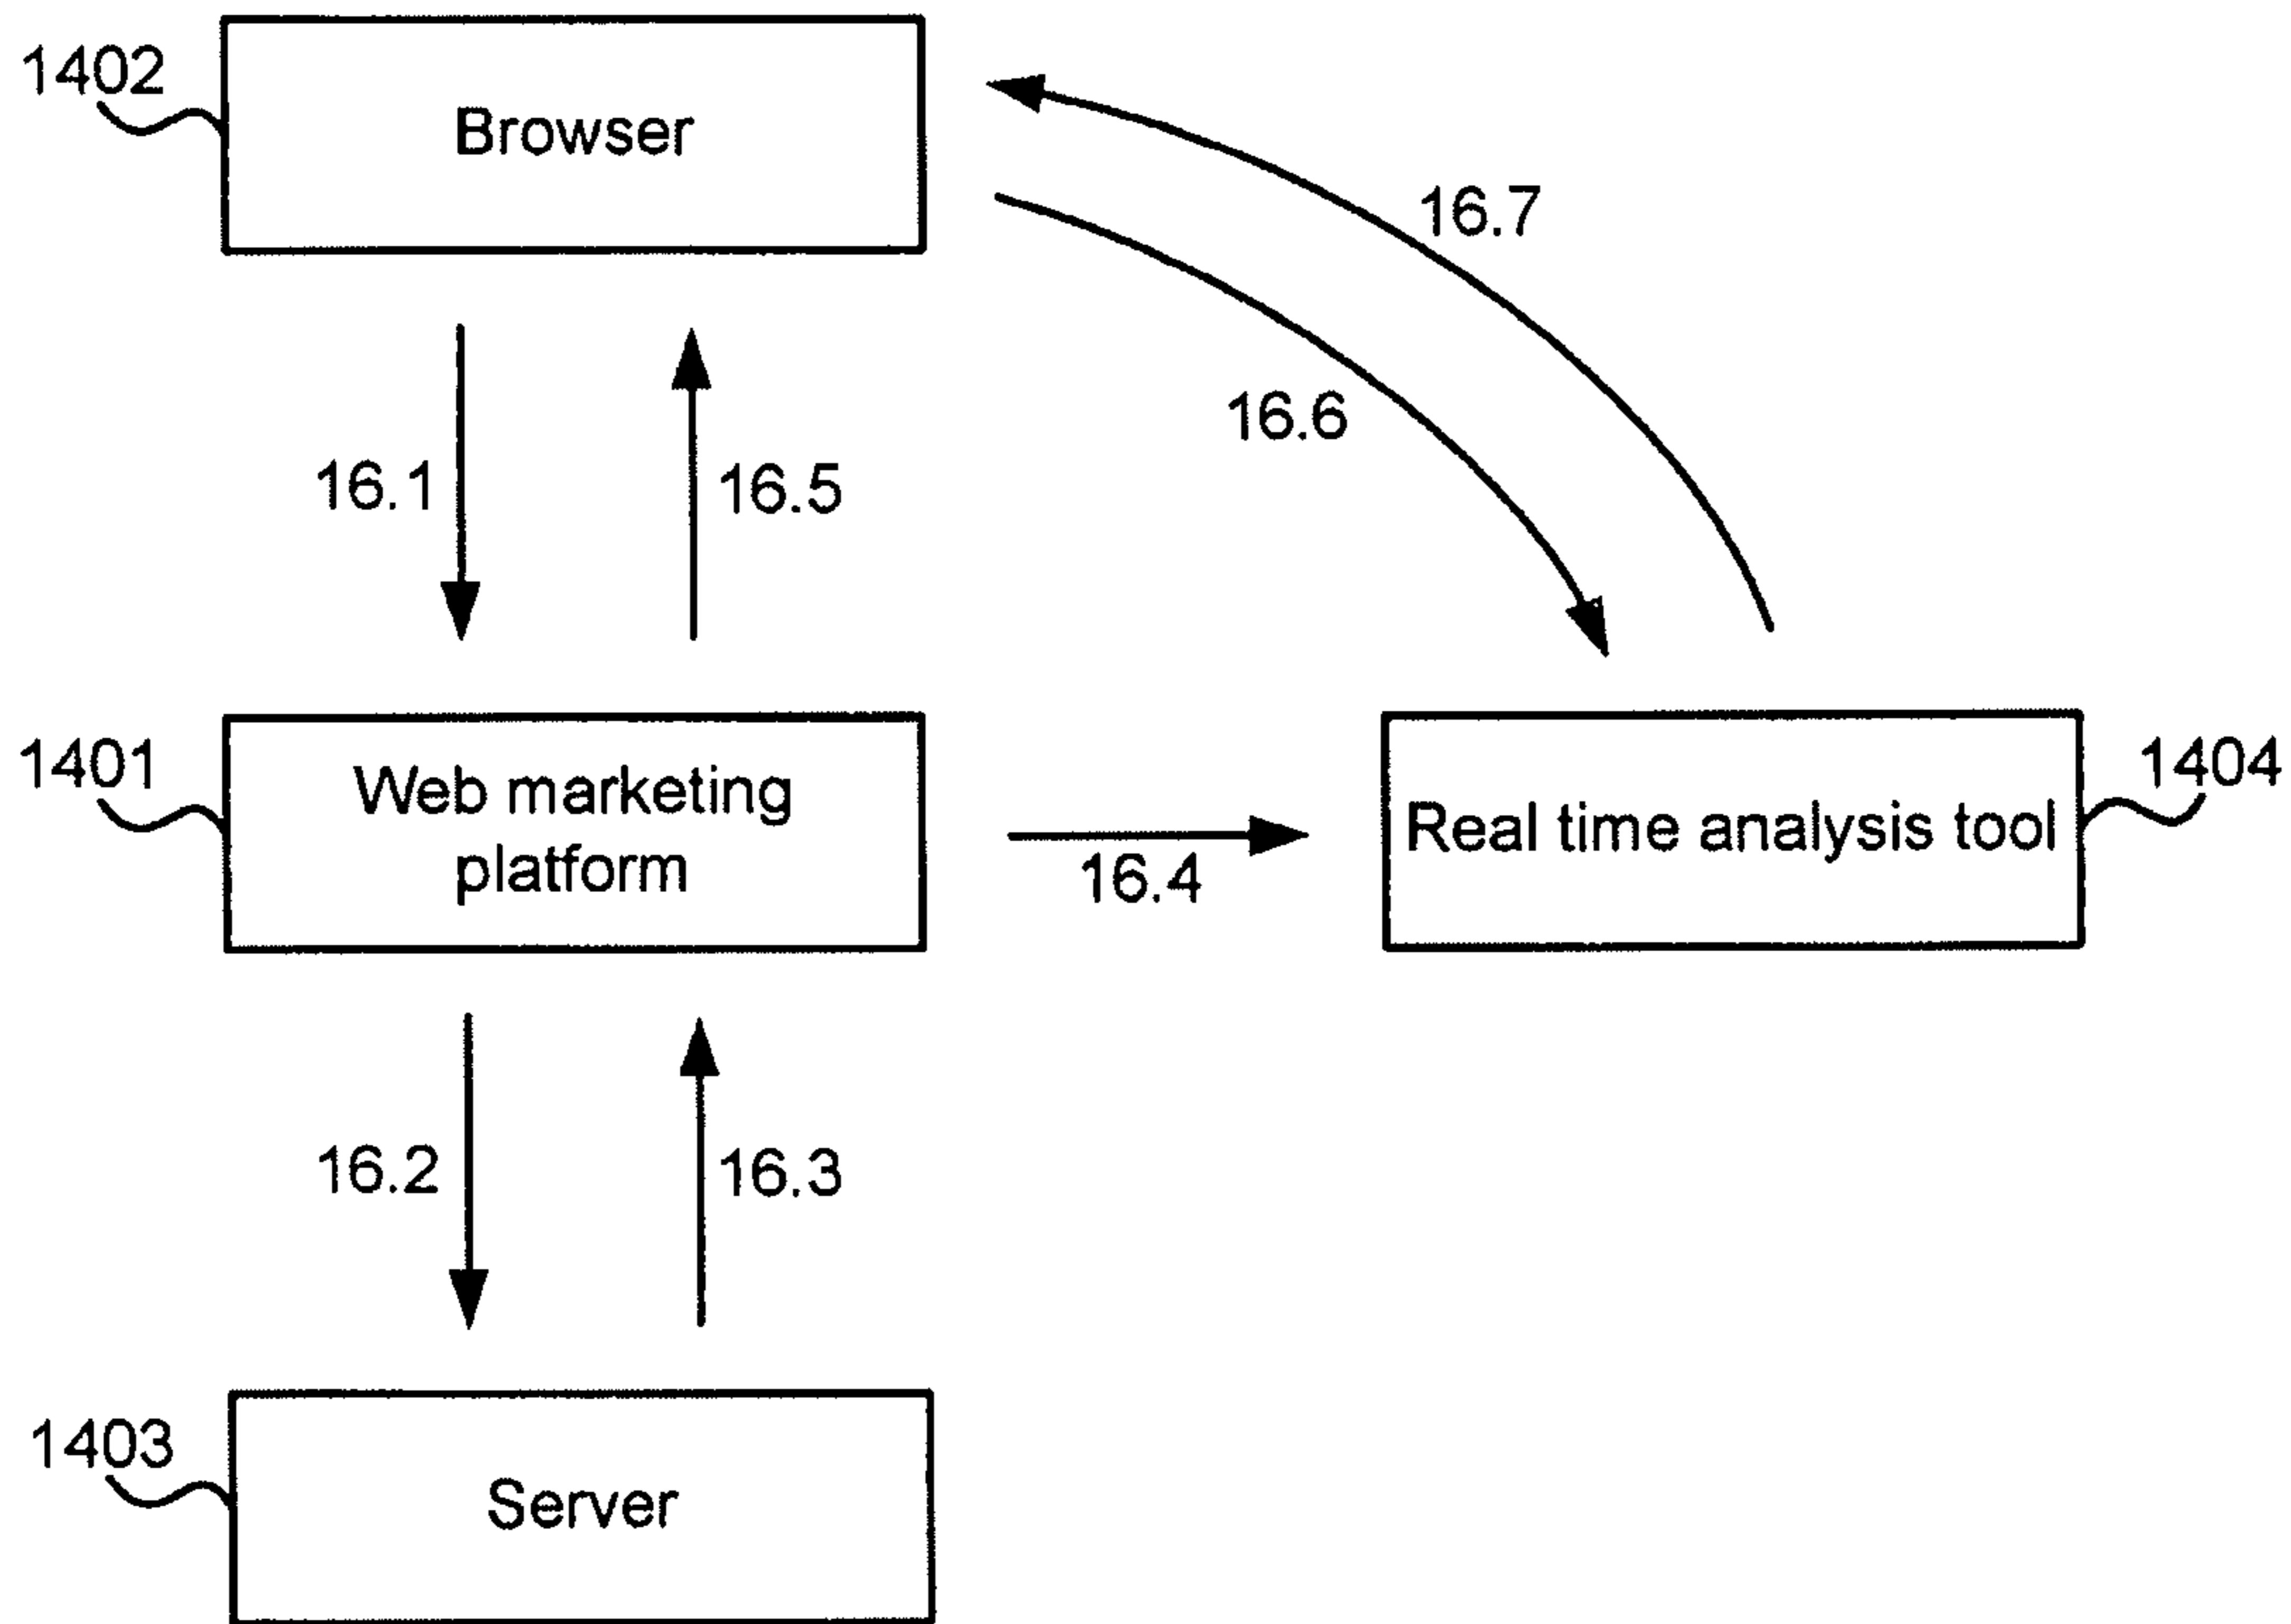 1402
Browser
16.7
16.6
16.1
16.5
1401
Web marketing
platform
16.4
Real time analysis tool
1404
16.2
16.3
1403
Server